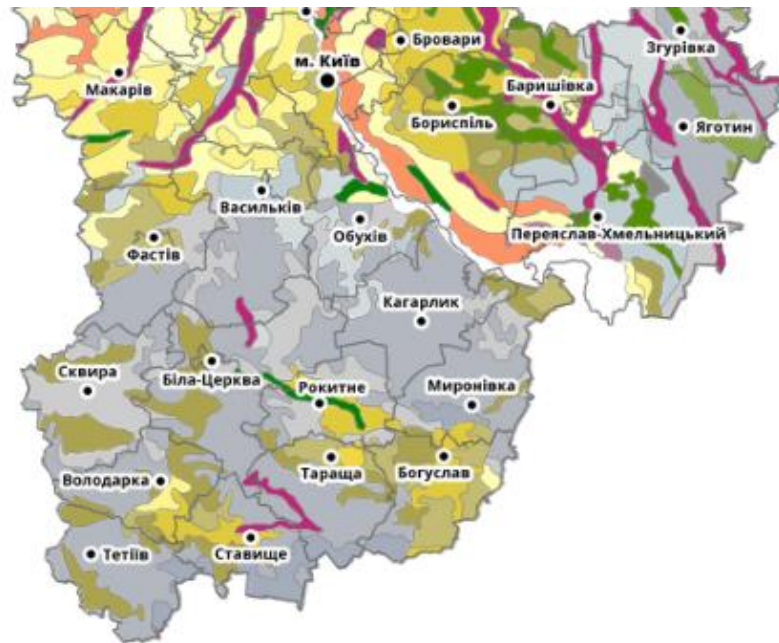 Бровари
Згурівка
м. Київ
Макарів
Баришівка
Бориспіль
Яготин
Васильків
Обухів
Переяслав-Хмельницький
Фастів
Кагарлик
Сквира
Біла-Церква
Рокитне
Миронівка
Володарка
Тараща
Богуслав
Тетіїв
Ставище